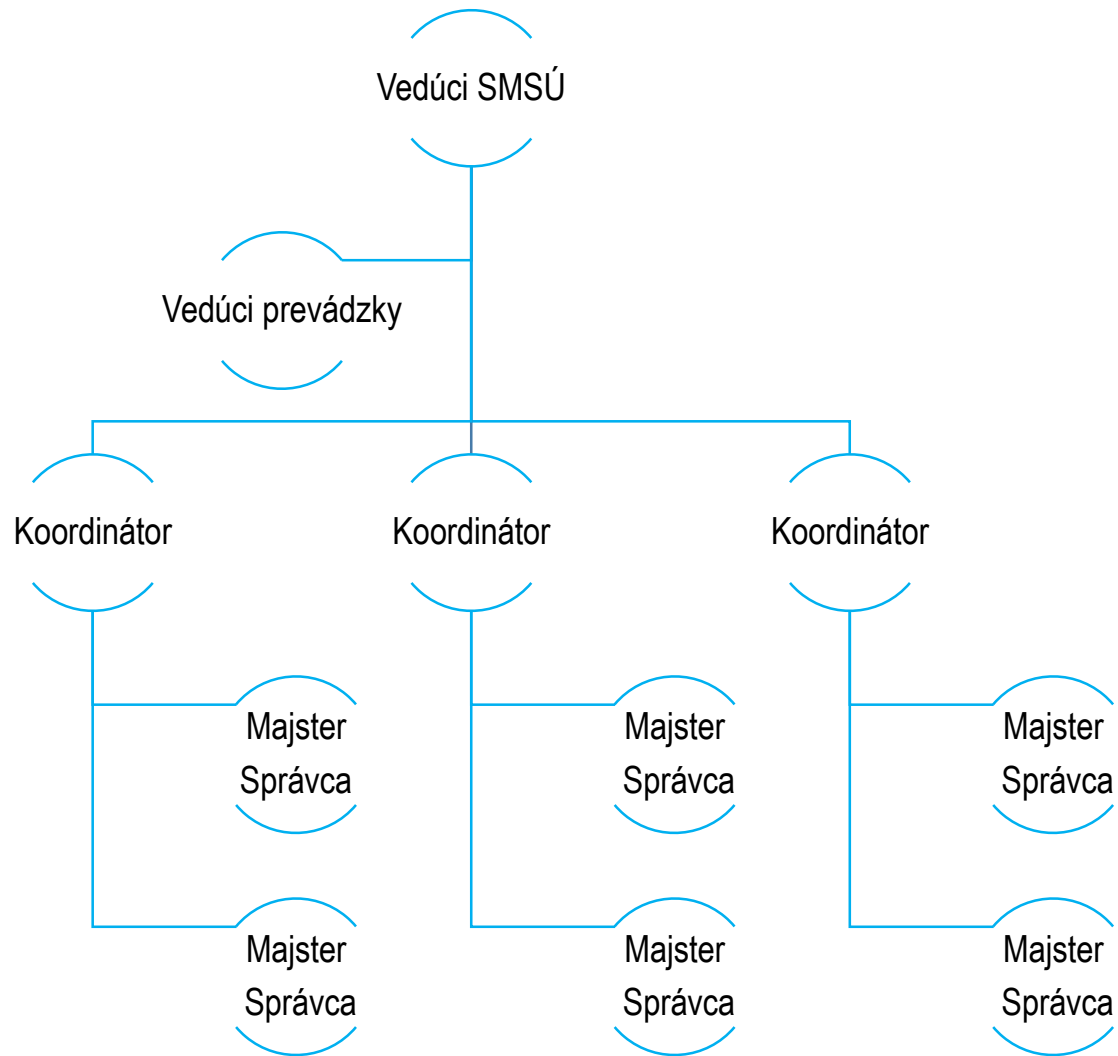 Vedúci SMSÚ
Vedúci prevádzky
Koordinátor
Koordinátor
Koordinátor
Majster
Správca
Majster
Správca
Majster
Správca
Majster
Správca
Majster
Správca
Majster
Správca